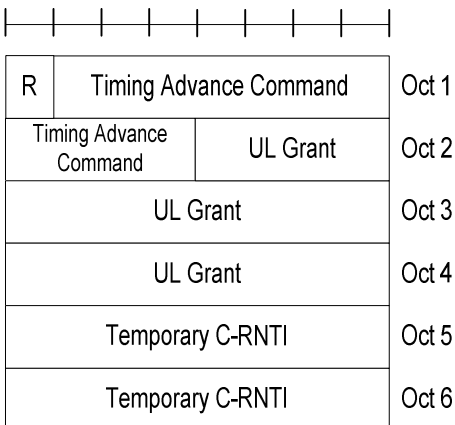 R Timing Advance Command Oct 1
Timing Advance
Command UL Grant Oct 2
UL Grant Oct 3
UL Grant Oct 4
Temporary C-RNTI Oct 5
Temporary C-RNTI Oct 6